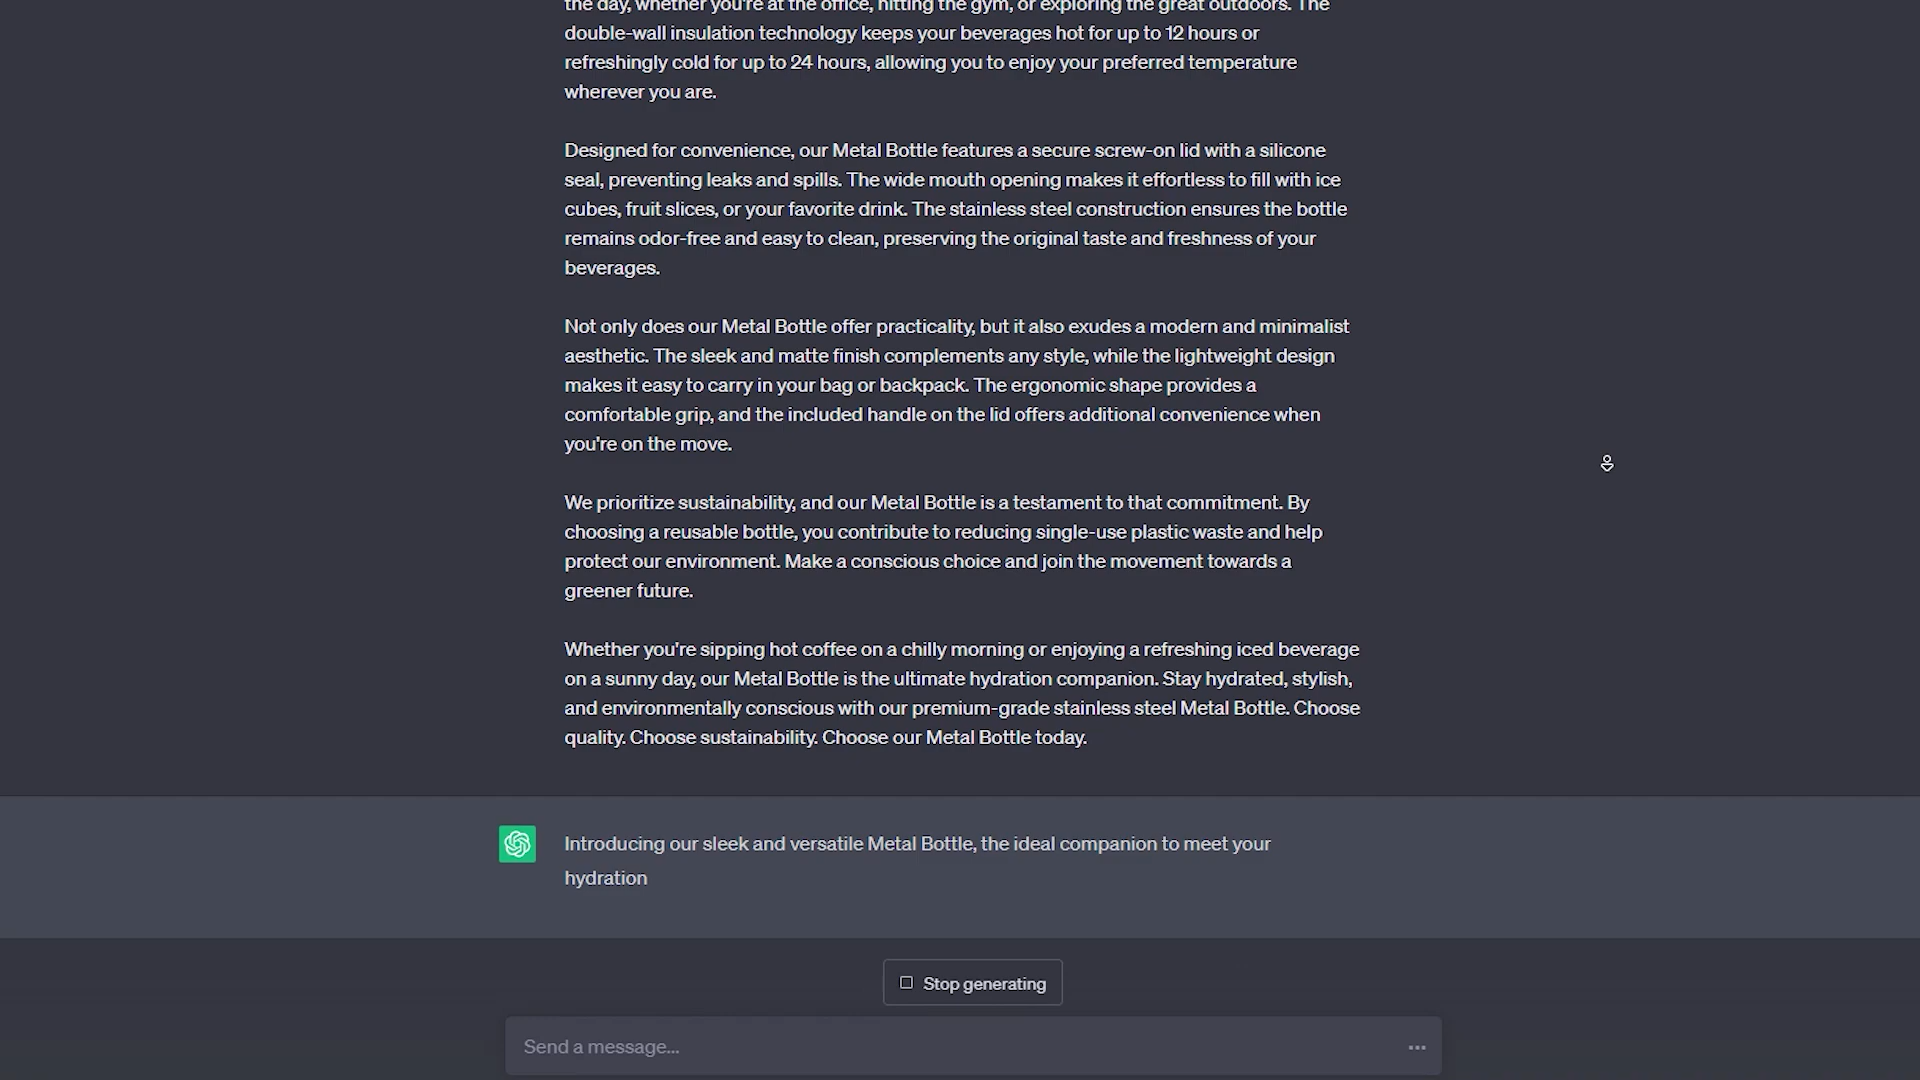 the day, whether you're at the office, hitting the gym, or exploring the great outdoors. The
double-wall insulation technology keeps your beverages hot for up to 12 hours or
refreshingly cold for up to 24 hours, allowing you to enjoy your preferred temperature
wherever you are.
Designed for convenience, our Metal Bottle features a secure screw-on lid with a silicone
seal, preventing leaks and spills. The wide mouth opening makes it effortless to fill with ice
cubes, fruit slices, or your favorite drink. The stainless steel construction ensures the bottle
remains odor-free and easy to clean, preserving the original taste and freshness of your
beverages.
Not only does our Metal Bottle offer practicality, but it also exudes a modern and minimalist
aesthetic. The sleek and matte finish complements any style, while the lightweight design
makes it easy to carry in your bag or backpack. The ergonomic shape provides a
comfortable grip, and the included handle on the lid offers additional convenience when
you're on the move.
We prioritize sustainability, and our Metal Bottle is a testament to that commitment. By
choosing a reusable bottle, you contribute to reducing single-use plastic waste and help
protect our environment. Make a conscious choice and join the movement towards a
greener future.
Whether you're sipping hot coffee on a chilly morning or enjoying a refreshing iced beverage
on a sunny day, our Metal Bottle is the ultimate hydration companion. Stay hydrated, stylish,
and environmentally conscious with our premium-grade stainless steel Metal Bottle. Choose
quality. Choose sustainability. Choose our Metal Bottle today.
Introducing our sleek and versatile Metal Bottle, the ideal companion to meet your
hydration
Stop generating
Send a message...